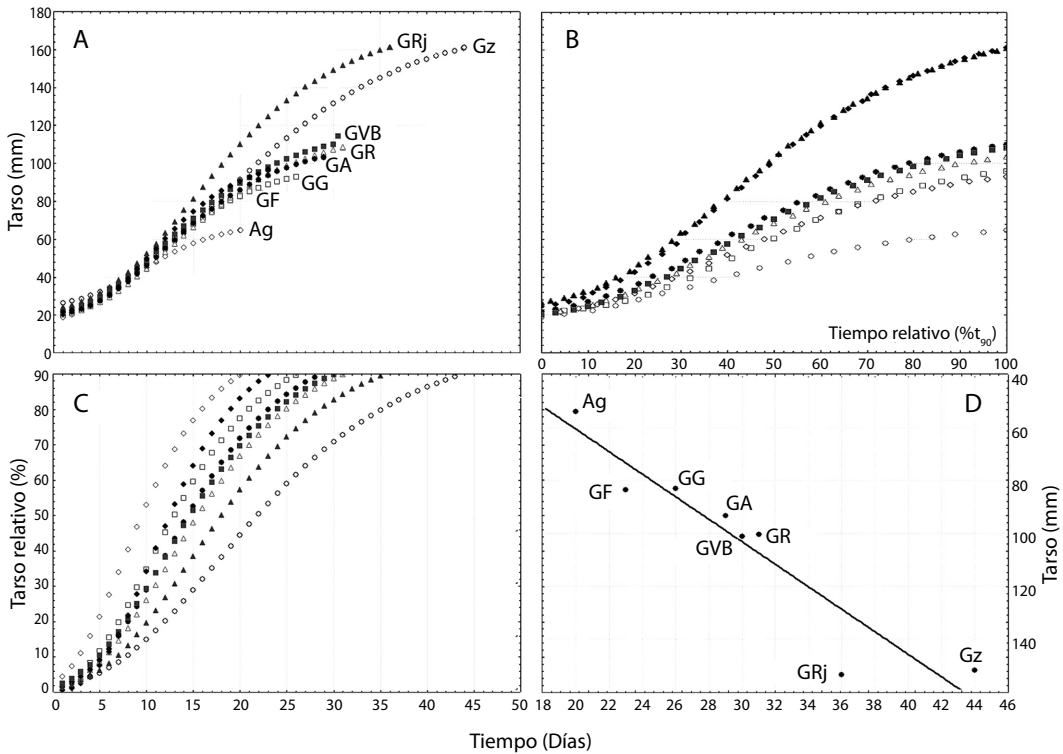 A
180
160
140
120
100
80
60
40
20
0
Tarso (mm)
GRj
Gz
GVB
GR
GA
GG
GF
Ag
B
Tiempo relativo (%t90)
0 10 20 30 40 50 60 70 80 90 100
C
90
80
70
60
50
40
30
20
10
0
Tarso relativo (%)
0 5 10 15 20 25 30 35 40 45 50
D
40
60
80
100
120
140
160
Tarso (mm)
Ag
GG
GF
GA
GVB
GR
GRj
Gz
18 20 22 24 26 28 30 32 34 36 38 40 42 44 46
Tiempo (Días)